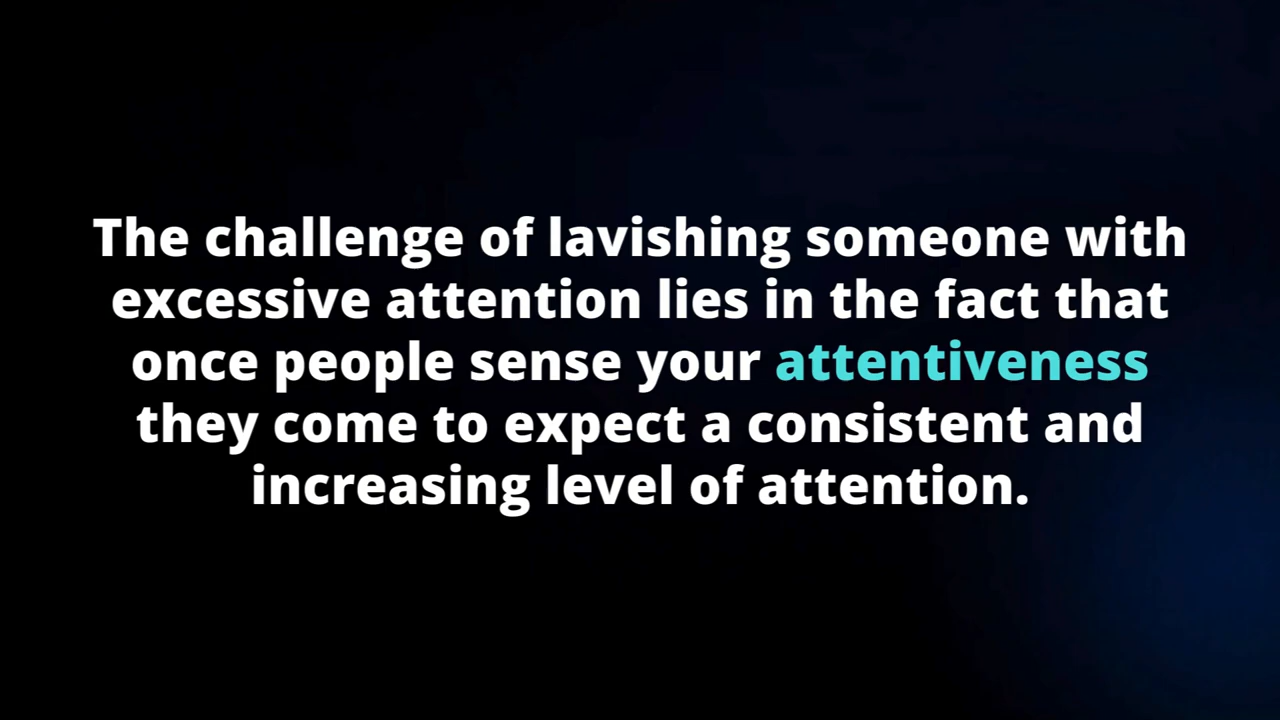 The challenge of lavishing someone with
excessive attention lies in the fact that
once people sense your attentiveness
they come to expect a consistent and
increasing level of attention.